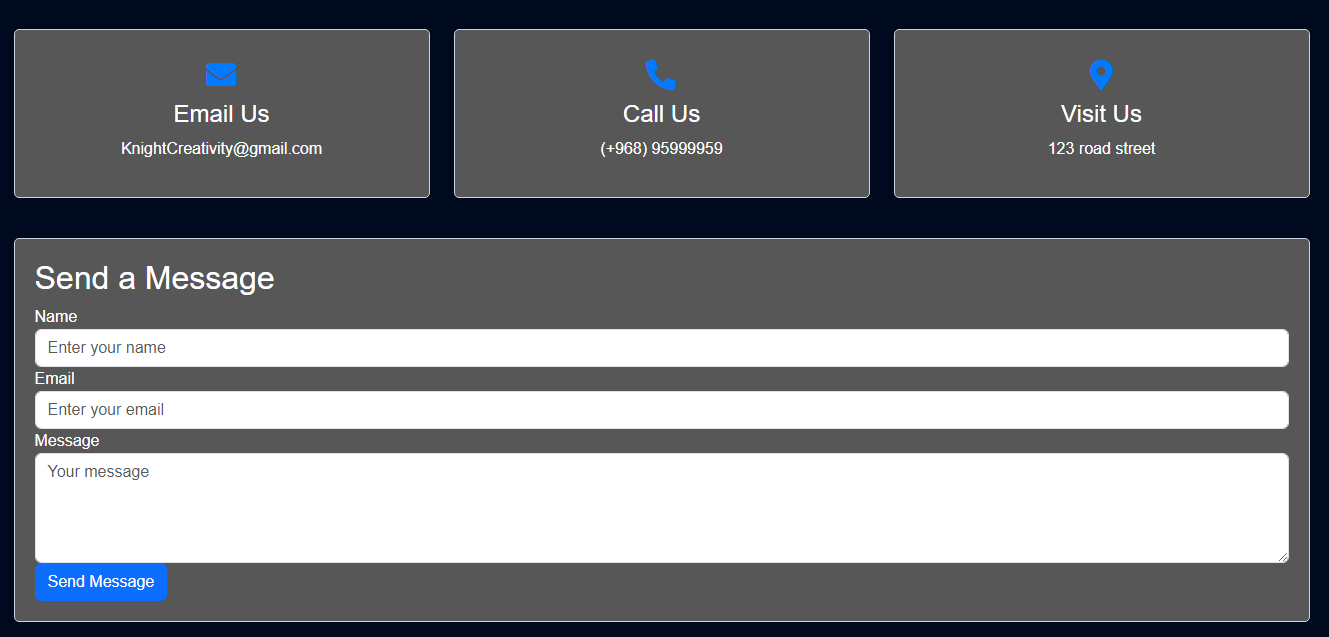 Email Us
KnightCreativity@gmail.com
Call Us
(+968) 95999959
Visit Us
123 road street
Send a Message
Name
Enter your name
Email
Enter your email
Message
Your message
Send Message